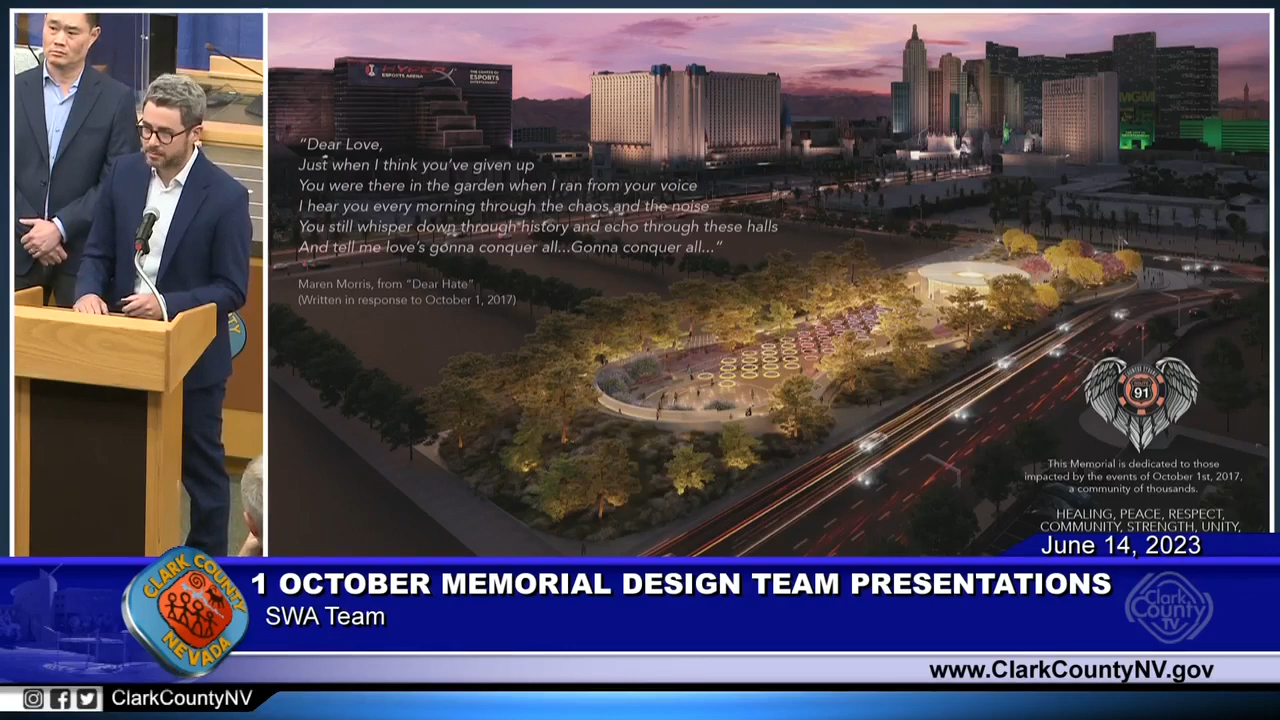 HYPERX
ESPORTS ARENA
THE CENTER OF
ESPORTS
ENTERTAINMENT
MGM
"Dear Love,
Just when I think you've given up
You were there in the garden when I ran from your voice
I hear you every morning through the chaos and the noise
You still whisper down through history and echo through these halls
And tell me love's gonna conquer all...Gonna conquer all..."
Maren Morris, from "Dear Hate"
(Written in response to October 1, 2017)
91
This Memorial is dedicated to those
impacted by the events of October 1st, 2017,
a community of thousands.
HEALING, PEACE, RESPECT,
COMMUNITY, STRENGTH, UNITY,
June 14, 2023
CLARK COUNTY
NEVADA
1 OCTOBER MEMORIAL DESIGN TEAM PRESENTATIONS
SWA Team
Clark
County
TV
www.ClarkCountyNV.gov
ClarkCountyNV